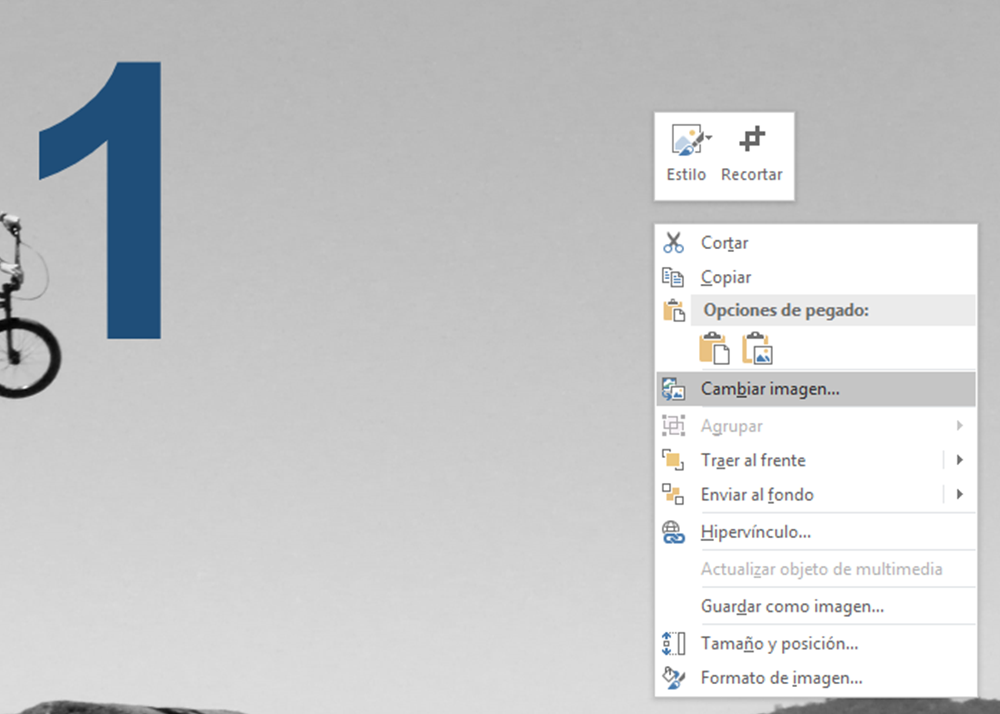 1
Estilo Recortar
Cortar
Copiar
Opciones de pegado:
Cambiar imagen...
Agrupar
Traer al frente
Enviar al fondo
Hipervínculo...
Actualizar objeto de multimedia
Guardar como imagen...
Tamaño y posición...
Formato de imagen...